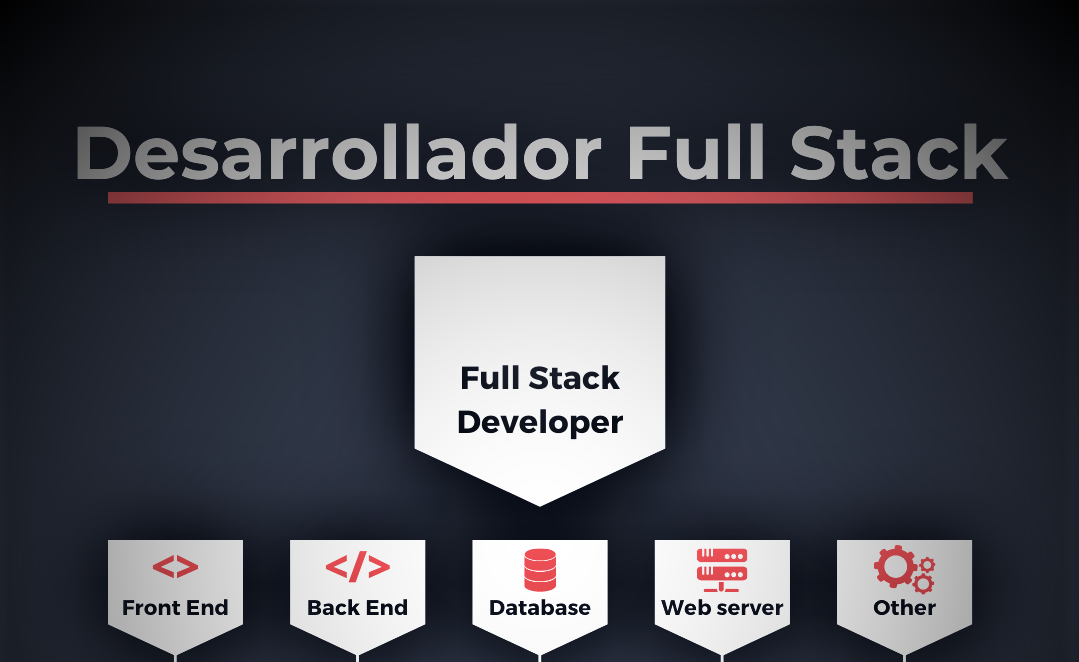 Desarrollador Full Stack
Full Stack
Developer
Front End
Back End
Database
Web server
Other